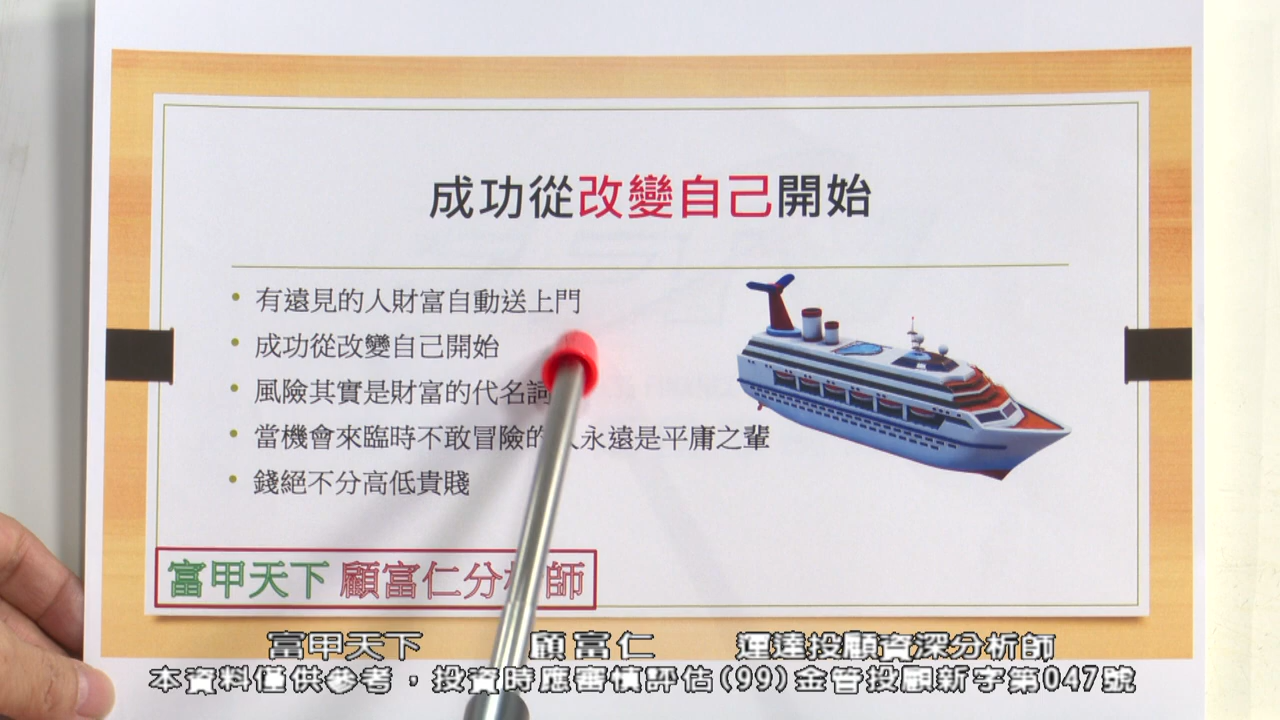 成功從改變自己開始
有遠見的人財富自動送上門
成功從改變自己開始
風險其實是財富的代名詞
當機會來臨時不敢冒險的人永遠是平庸之輩
錢絕不分高低貴賤
富甲天下 顧富仁分析師
富甲天下 顧富仁 運達投顧資深分析師
本資料僅供參考，投資時應審慎評估(99)金管投顧新字第047號